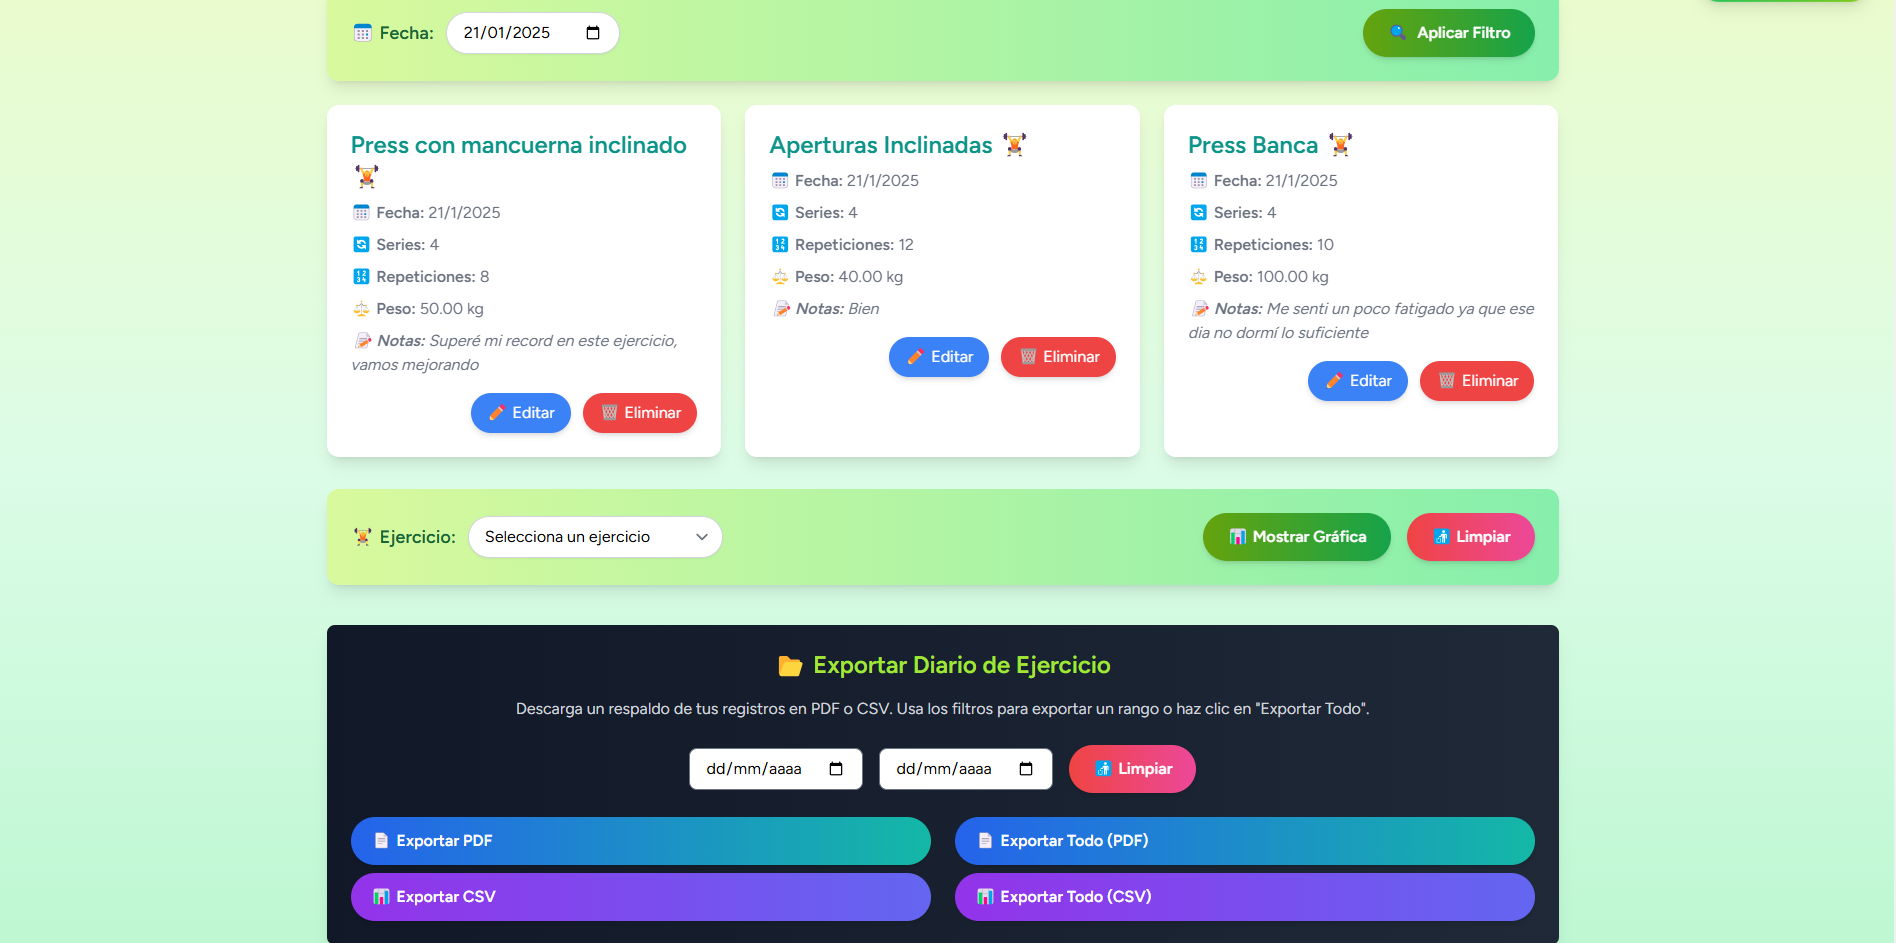 Fecha: 21/01/2025
Aplicar Filtro
Press con mancuerna inclinado
Fecha: 21/1/2025
Series: 4
Repeticiones: 8
Peso: 50.00 kg
Notas: Superé mi record en este ejercicio,
vamos mejorando
Editar
Eliminar
Aperturas Inclinadas
Fecha: 21/1/2025
Series: 4
Repeticiones: 12
Peso: 40.00 kg
Notas: Bien
Editar
Eliminar
Press Banca
Fecha: 21/1/2025
Series: 4
Repeticiones: 10
Peso: 100.00 kg
Notas: Me senti un poco fatigado ya que ese
dia no dormí lo suficiente
Editar
Eliminar
Ejercicio: Selecciona un ejercicio
Mostrar Gráfica
Limpiar
Exportar Diario de Ejercicio
Descarga un respaldo de tus registros en PDF o CSV. Usa los filtros para exportar un rango o haz clic en "Exportar Todo".
dd/mm/aaaa
dd/mm/aaaa
Limpiar
Exportar PDF
Exportar Todo (PDF)
Exportar CSV
Exportar Todo (CSV)